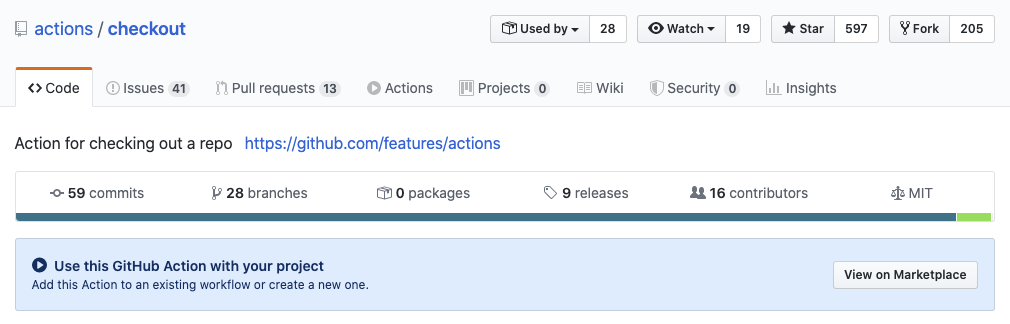 actions / checkout
Used by 28 Watch 19 Star 597 Fork 205
Code Issues 41 Pull requests 13 Actions Projects 0 Wiki Security 0 Insights
Action for checking out a repo https://github.com/features/actions
59 commits 28 branches 0 packages 9 releases 16 contributors MIT
Use this GitHub Action with your project
Add this Action to an existing workflow or create a new one.
View on Marketplace